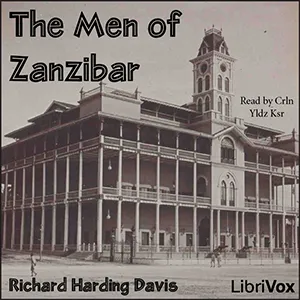 The Men of
Zanzibar
Read by Crln
Yldz Ksr
Richard Harding Davis
LibriVox